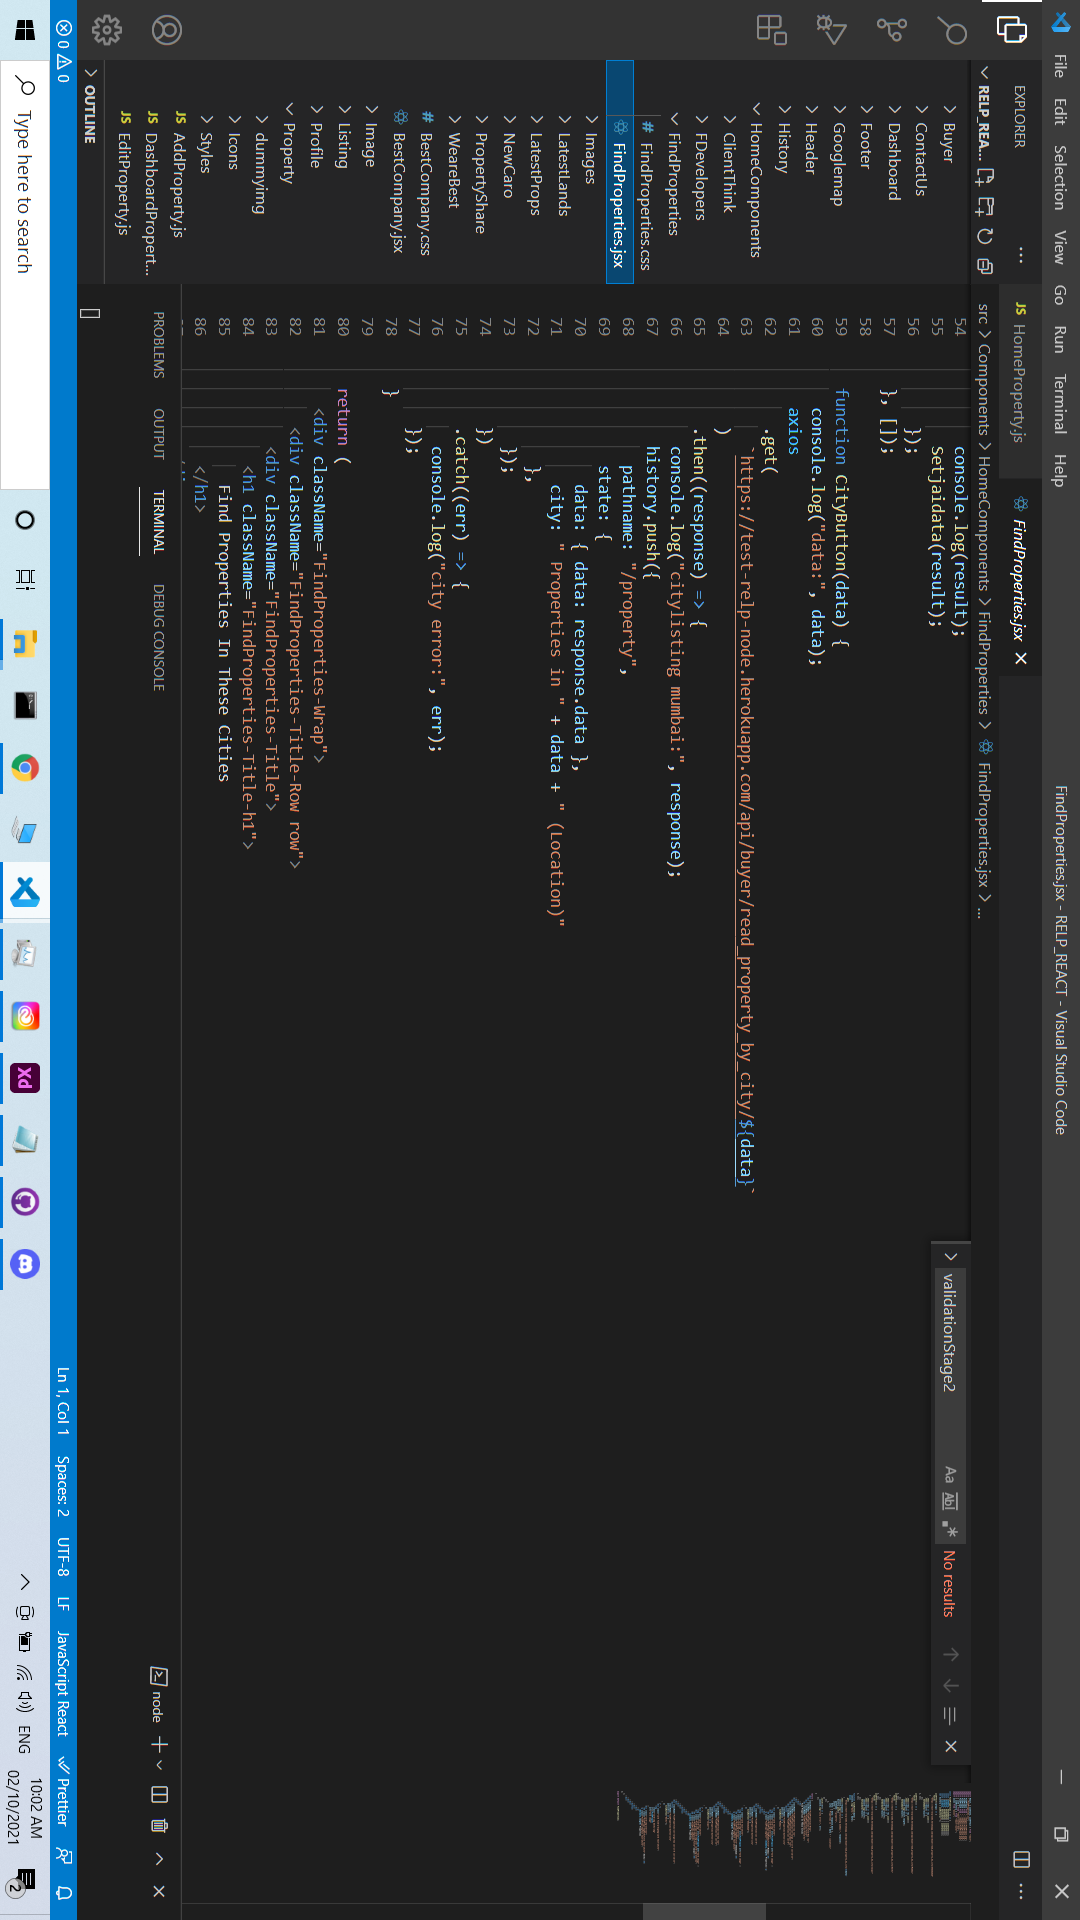 File Edit Selection View Go Run Terminal Help
FindProperties.jsx - RELP_REACT - Visual Studio Code
EXPLORER
JS HomeProperty.js
FindProperties.jsx
RELP_REA...
src > Components > HomeComponents > FindProperties > FindProperties.jsx > ...
Buyer
ContactUs
Dashboard
Footer
Googlemap
Header
History
HomeComponents
ClientThink
FDevelopers
FindProperties
# FindProperties.css
FindProperties.jsx
Images
LatestLands
LatestProps
NewCaro
PropertyShare
WeareBest
# BestCompany.css
BestCompany.jsx
Image
Listing
Profile
Property
dummyimg
Icons
Styles
JS AddProperty.js
JS DashboardPropert...
JS EditProperty.js
OUTLINE
validationStage2
Aa Abl .* No results
54 console.log(result);
55 Setjaidata(result);
56 });
57 }, []);
58
59 function CityButton(data) {
60 console.log("data:", data);
61 axios
62 .get(
63 `https://test-relp-node.herokuapp.com/api/buyer/read_property_by_city/${data}`
64 )
65 .then((response) => {
66 console.log("citylisting mumbai:", response);
67 history.push({
68 pathname: "/property",
69 state: {
70 data: { data: response.data },
71 city: " Properties in " + data + " (Location)"
72 },
73 });
74 })
75 .catch((err) => {
76 console.log("city error:", err);
77 });
78 }
79
80 return (
81 <div className="FindProperties-Wrap">
82 <div className="FindProperties-Title-Row row">
83 <div className="FindProperties-Title">
84 <h1 className="FindProperties-Title-h1">
85 Find Properties In These Cities
86 </h1>
PROBLEMS OUTPUT TERMINAL DEBUG CONSOLE
node
0 0
Ln 1, Col 1 Spaces: 2 UTF-8 LF JavaScript React Prettier
Type here to search
Xd
ENG
10:02 AM
02/10/2021
2